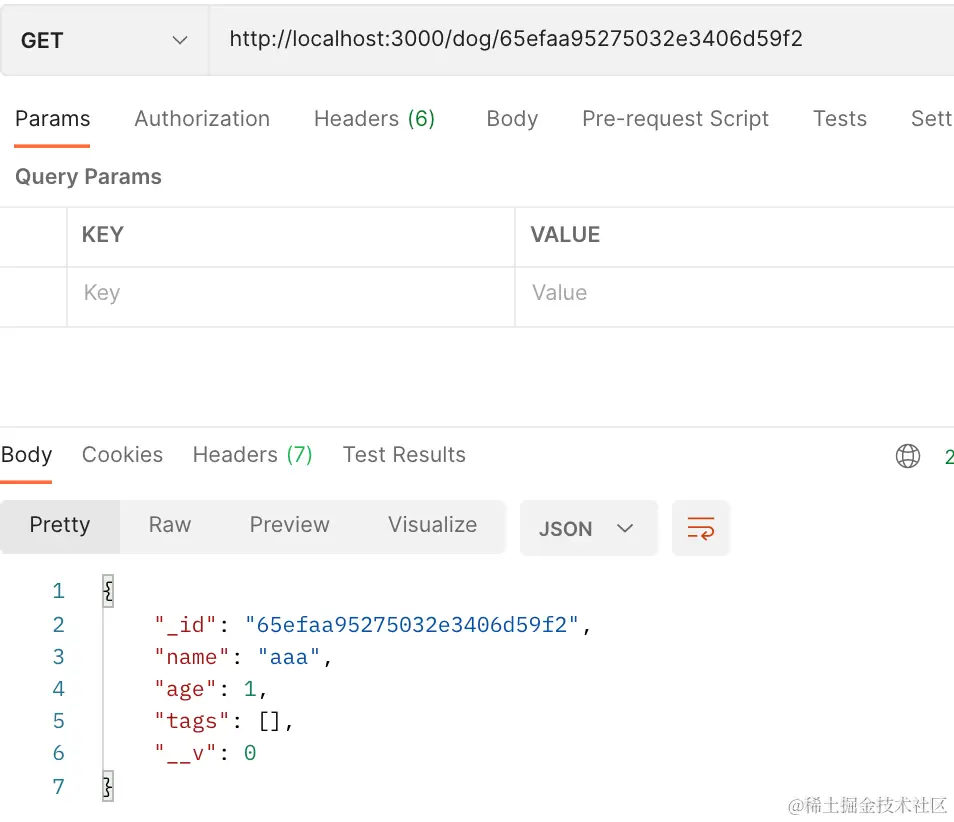 GET http://localhost:3000/dog/65efaa95275032e3406d59f2
Params Authorization Headers (6) Body Pre-request Script Tests Sett
Query Params
KEY VALUE
Key Value
Body Cookies Headers (7) Test Results 2
Pretty Raw Preview Visualize JSON
1 {
2 "_id": "65efaa95275032e3406d59f2",
3 "name": "aaa",
4 "age": 1,
5 "tags": [],
6 "__v": 0
7 }
@稀土掘金技术社区